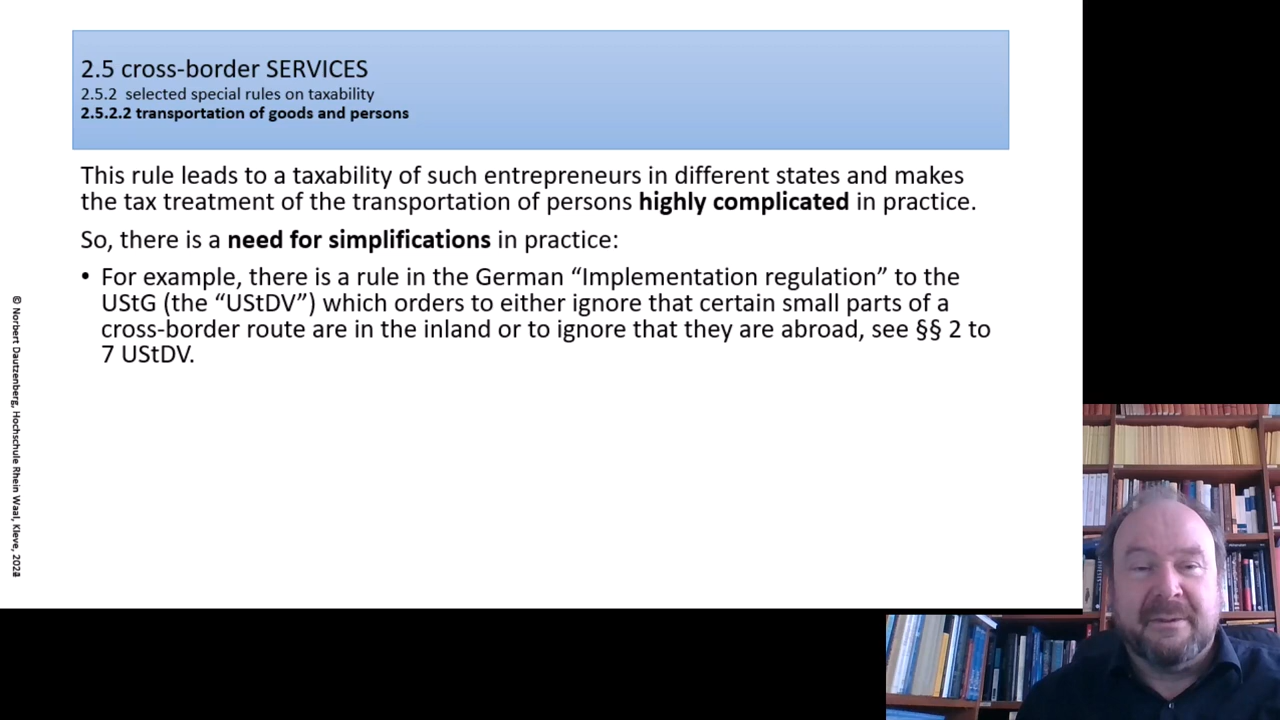 2.5 cross-border SERVICES
2.5.2 selected special rules on taxability
2.5.2.2 transportation of goods and persons
This rule leads to a taxability of such entrepreneurs in different states and makes
the tax treatment of the transportation of persons highly complicated in practice.
So, there is a need for simplifications in practice:
• For example, there is a rule in the German “Implementation regulation” to the
UStG (the “UStDV”) which orders to either ignore that certain small parts of a
cross-border route are in the inland or to ignore that they are abroad, see §§ 2 to
7 UStDV.
© Norbert Dautzenberg, Hochschule Rhein Waal, Kleve,